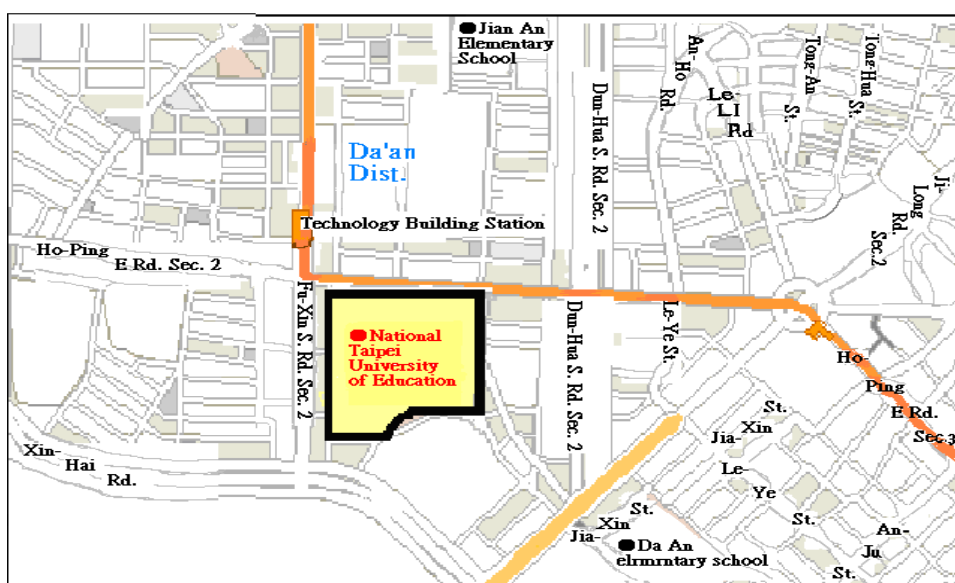 Jian An
Elementary
School
An-
Ho
Rd.
Tong-An
St.
Tong-Hua
St.
Le-
LI
Rd
Dun-Hua S. Rd. Sec. 2
Da'an
Dist.
Ji-
Long
Rd.
Sec.2
Technology Building Station
Ho-Ping
E Rd. Sec. 2
Fu-Xin S. Rd. Sec. 2
National
Taipei
University
of Education
Dun-Hua S. Rd. Sec. 2
Le-Ye St.
Ho-
Ping
E Rd.
Sec.3
Xin-
Hai
Rd.
Jia-
Xin
St.
Le-
Ye
St.
Jia-
Xin
St.
An-
Ju
St.
Da An
elrmrntary school